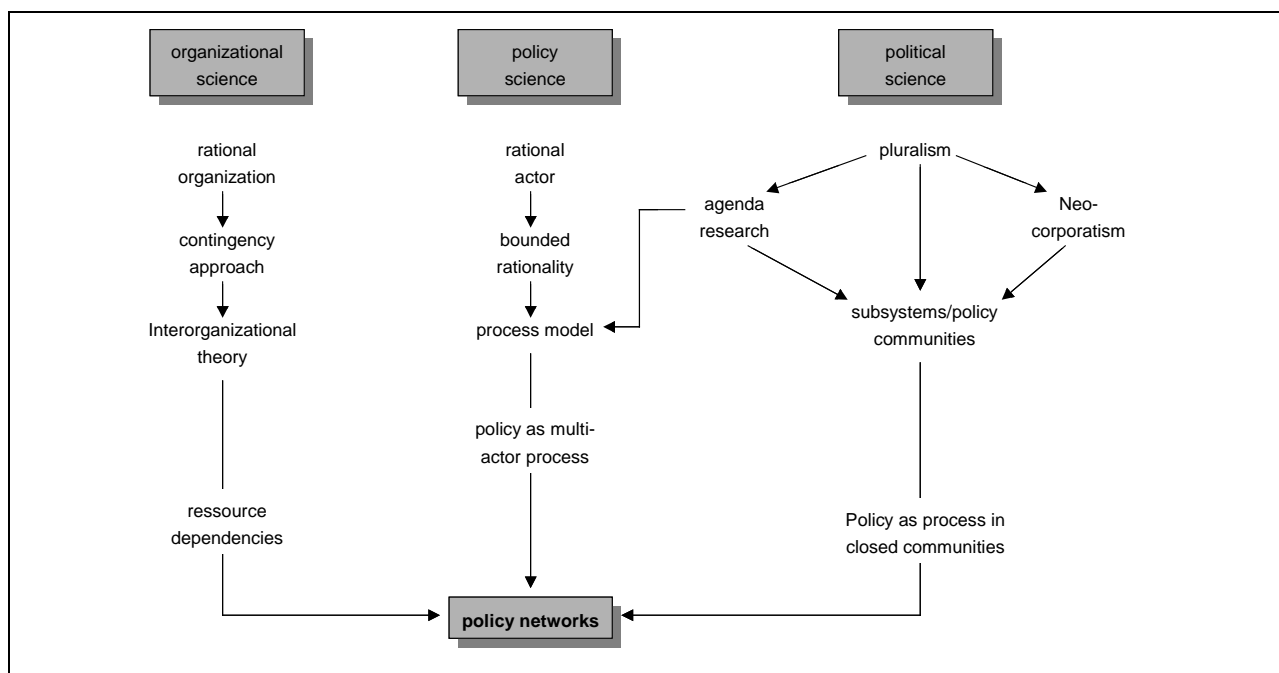 organizational
science
policy
science
political
science
rational
organization
rational
actor
pluralism
agenda
research
Neo-
corporatism
contingency
approach
bounded
rationality
Interorganizational
theory
process model
subsystems/policy
communities
policy as multi-
actor process
ressource
dependencies
Policy as process in
closed communities
policy networks